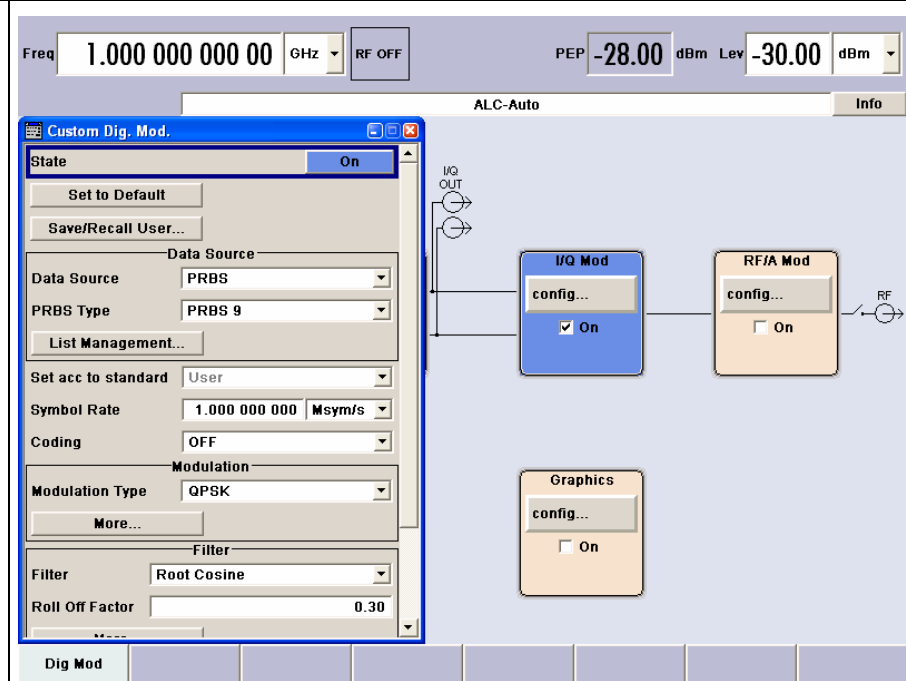 Freq 1.000 000 000 00 GHz RF OFF PEP -28.00 dBm Lev -30.00 dBm
ALC-Auto Info
Custom Dig. Mod.
State On
Set to Default
Save/Recall User...
Data Source
Data Source PRBS
PRBS Type PRBS 9
List Management...
Set acc to standard User
Symbol Rate 1.000 000 000 Msym/s
Coding OFF
Modulation
Modulation Type QPSK
More...
Filter
Filter Root Cosine
Roll Off Factor 0.30
I/Q
OUT
I/Q Mod
config...
On
RF/A Mod
config...
On
RF
Graphics
config...
On
Dig Mod